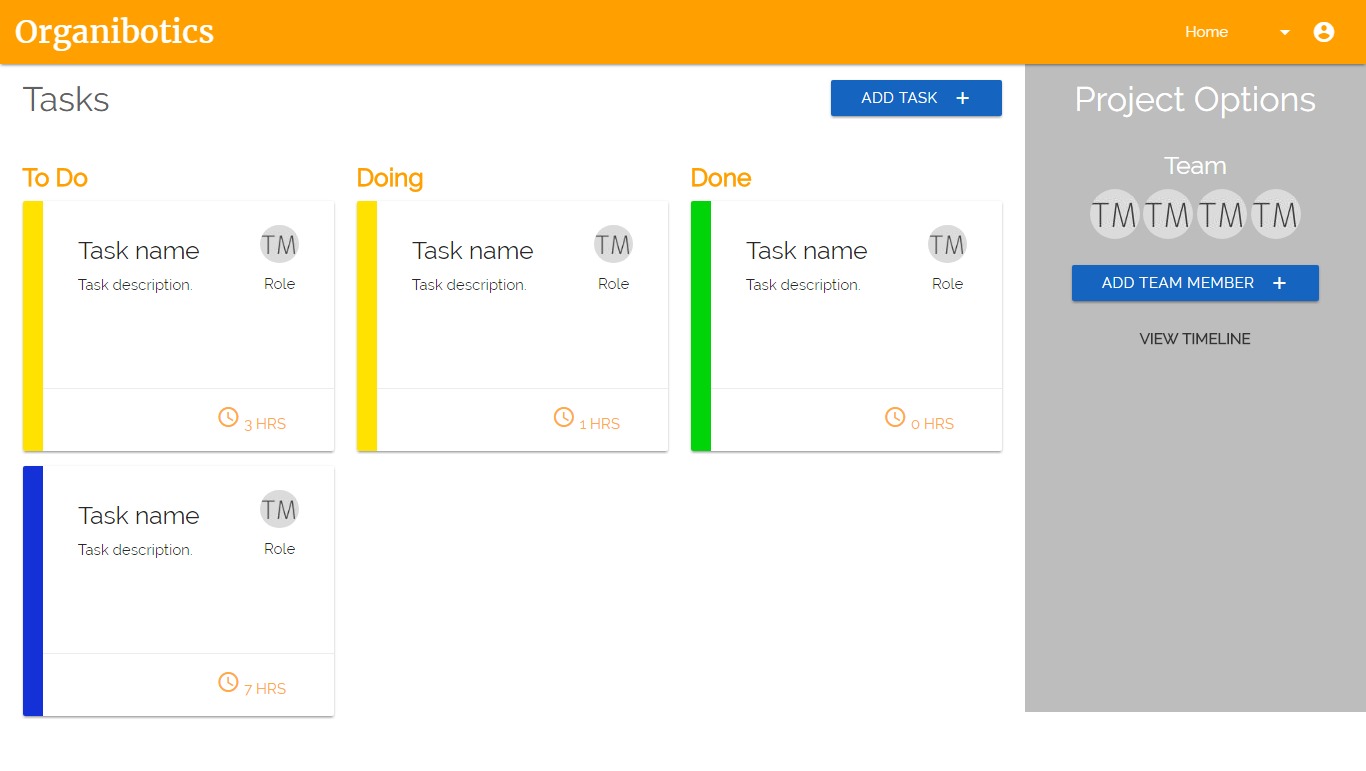 Organibotics
Home
Tasks
ADD TASK +
To Do
Task name
TM
Task description.
Role
3 HRS
Task name
TM
Task description.
Role
7 HRS
Doing
Task name
TM
Task description.
Role
1 HRS
Done
Task name
TM
Task description.
Role
0 HRS
Project Options
Team
TM TM TM TM
ADD TEAM MEMBER +
VIEW TIMELINE